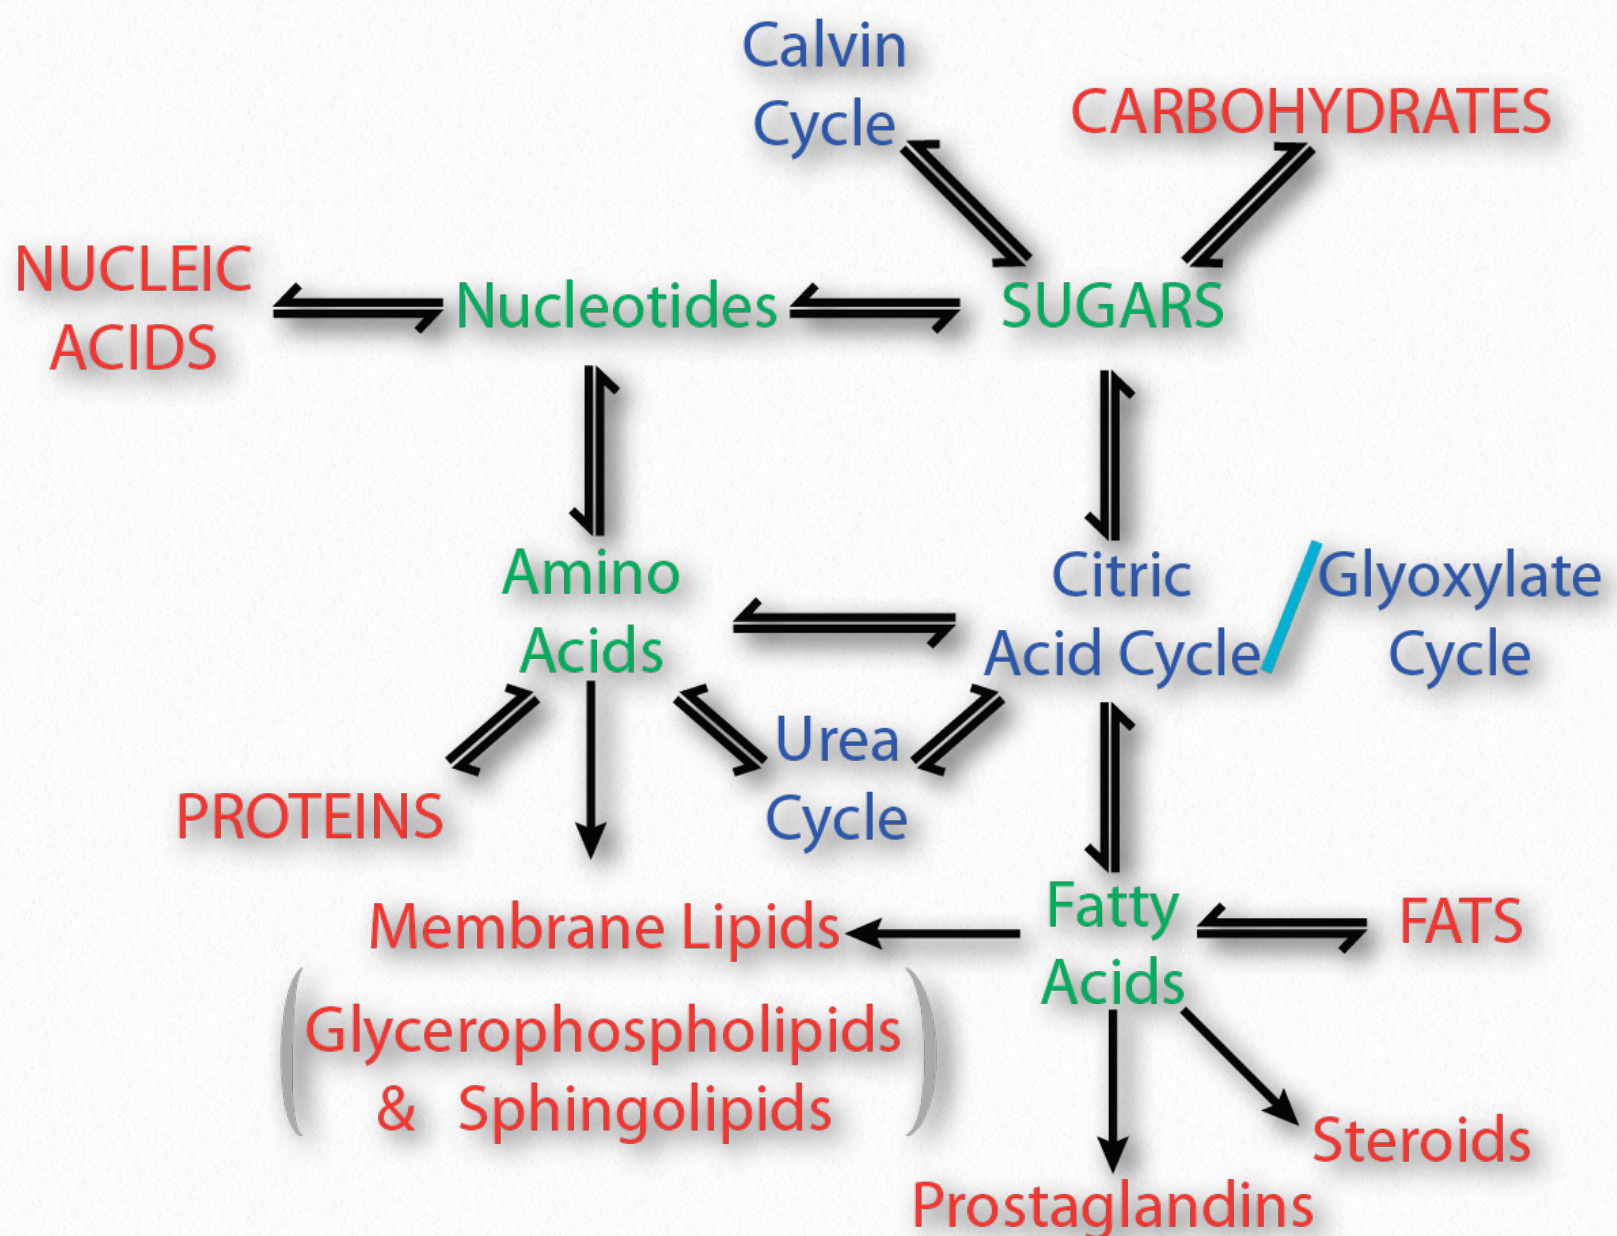 Calvin
Cycle
CARBOHYDRATES
NUCLEIC
ACIDS
Nucleotides
SUGARS
Amino
Acids
Citric
Acid Cycle
Glyoxylate
Cycle
Urea
Cycle
PROTEINS
Membrane Lipids
Glycerophospholipids
& Sphingolipids
Fatty
Acids
FATS
Steroids
Prostaglandins